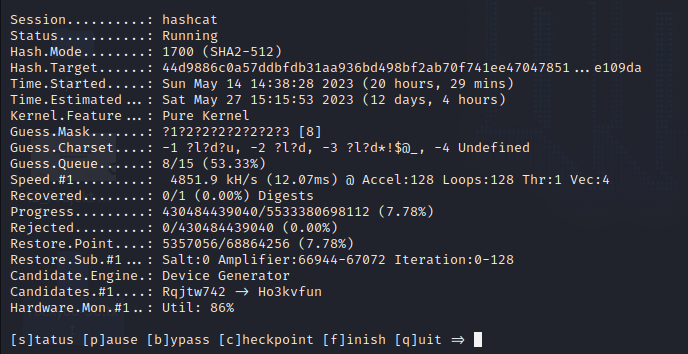 Session..........: hashcat
Status...........: Running
Hash.Mode........: 1700 (SHA2-512)
Hash.Target......: 44d9886c0a57ddbfdb31aa936bd498bf2ab70f741ee47047851...e109da
Time.Started.....: Sun May 14 14:38:28 2023 (20 hours, 29 mins)
Time.Estimated...: Sat May 27 15:15:53 2023 (12 days, 4 hours)
Kernel.Feature...: Pure Kernel
Guess.Mask.......: ?1?2?2?2?2?2?2?3 [8]
Guess.Charset....: -1 ?l?d?u, -2 ?l?d, -3 ?l?d*!$@_, -4 Undefined
Guess.Queue......: 8/15 (53.33%)
Speed.#1.........:  4851.9 kH/s (12.07ms) @ Accel:128 Loops:128 Thr:1 Vec:4
Recovered........: 0/1 (0.00%) Digests
Progress.........: 430484439040/5533380698112 (7.78%)
Rejected.........: 0/430484439040 (0.00%)
Restore.Point....: 5357056/68864256 (7.78%)
Restore.Sub.#1...: Salt:0 Amplifier:66944-67072 Iteration:0-128
Candidate.Engine.: Device Generator
Candidates.#1....: Rqjtw742 -> Ho3kvfun
Hardware.Mon.#1..: Util: 86%
[s]tatus [p]ause [b]ypass [c]heckpoint [f]inish [q]uit =>